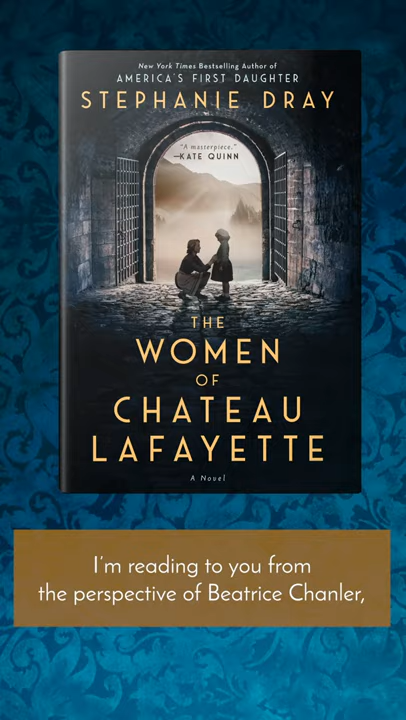 New York Times Bestselling Author of
AMERICA'S FIRST DAUGHTER
STEPHANIE DRAY
"A masterpiece."
—KATE QUINN
THE
WOMEN
OF
CHATEAU
LAFAYETTE
A Novel
I'm reading to you from
the perspective of Beatrice Chanler,